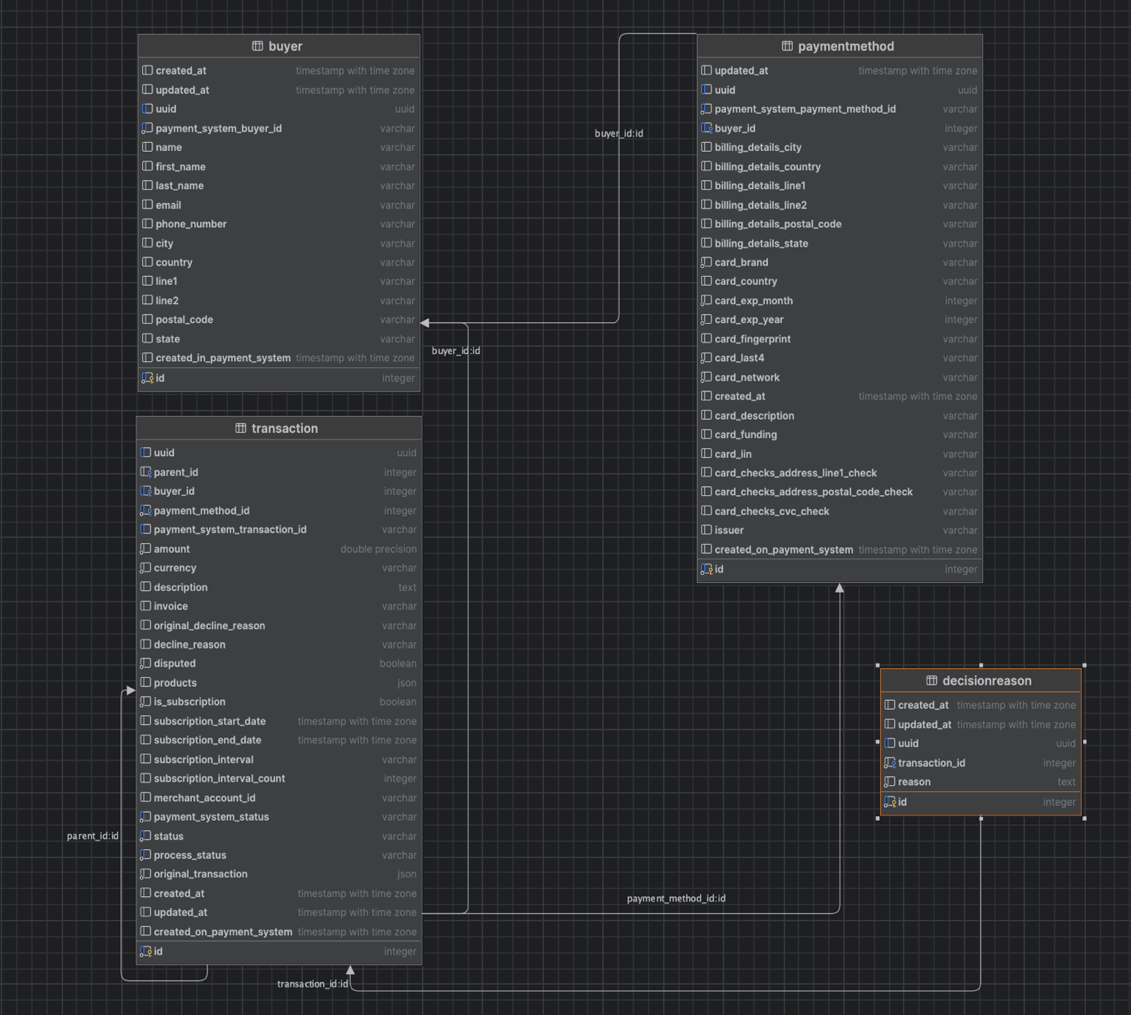 buyer
created_at timestamp with time zone
updated_at timestamp with time zone
uuid uuid
payment_system_buyer_id varchar
name varchar
first_name varchar
last_name varchar
email varchar
phone_number varchar
city varchar
country varchar
line1 varchar
line2 varchar
postal_code varchar
state varchar
created_in_payment_system timestamp with time zone
id integer
buyer_id:id
buyer_id:id
paymentmethod
updated_at timestamp with time zone
uuid uuid
payment_system_payment_method_id varchar
buyer_id integer
billing_details_city varchar
billing_details_country varchar
billing_details_line1 varchar
billing_details_line2 varchar
billing_details_postal_code varchar
billing_details_state varchar
card_brand varchar
card_country varchar
card_exp_month integer
card_exp_year integer
card_fingerprint varchar
card_last4 varchar
card_network varchar
created_at timestamp with time zone
card_description varchar
card_funding varchar
card_iin varchar
card_checks_address_line1_check varchar
card_checks_address_postal_code_check varchar
card_checks_cvc_check varchar
issuer varchar
created_on_payment_system timestamp with time zone
id integer
transaction
uuid uuid
parent_id integer
buyer_id integer
payment_method_id integer
payment_system_transaction_id varchar
amount double precision
currency varchar
description text
invoice varchar
original_decline_reason varchar
decline_reason varchar
disputed boolean
products json
is_subscription boolean
subscription_start_date timestamp with time zone
subscription_end_date timestamp with time zone
subscription_interval varchar
subscription_interval_count integer
merchant_account_id varchar
payment_system_status varchar
status varchar
process_status varchar
original_transaction json
created_at timestamp with time zone
updated_at timestamp with time zone
created_on_payment_system timestamp with time zone
id integer
parent_id:id
decisionreason
created_at timestamp with time zone
updated_at timestamp with time zone
uuid uuid
transaction_id integer
reason text
id integer
payment_method_id:id
transaction_id:id